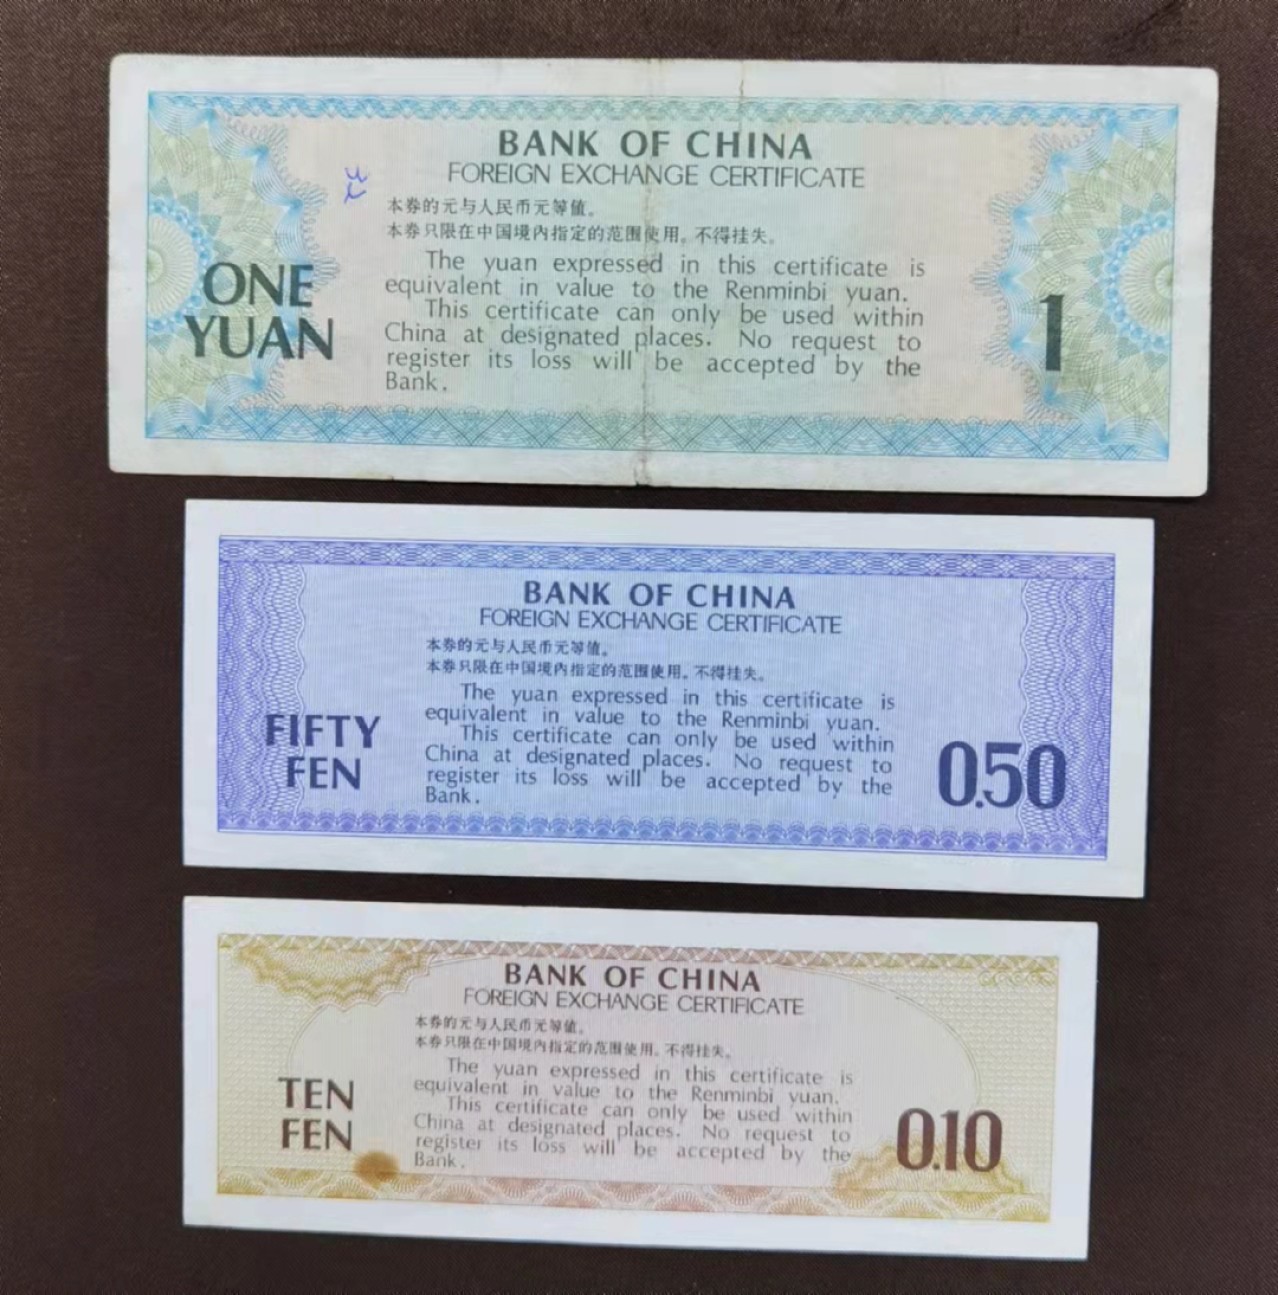 BANK OF CHINA
FOREIGN EXCHANGE CERTIFICATE
本券的元与人民币元等值。
本券只限在中国境内指定的范围使用。不得挂失。
The yuan expressed in this certificate is
equivalent in value to the Renminbi yuan.
This certificate can only be used within
China at designated places. No request to
register its loss will be accepted by the
Bank.
ONE
YUAN
1
BANK OF CHINA
FOREIGN EXCHANGE CERTIFICATE
本券的元与人民币元等值。
本券只限在中国境内指定的范围使用。不得挂失。
The yuan expressed in this certificate is
equivalent in value to the Renminbi yuan.
This certificate can only be used within
China at designated places. No request to
register its loss will be accepted by the
Bank.
FIFTY
FEN
0.50
BANK OF CHINA
FOREIGN EXCHANGE CERTIFICATE
本券的元与人民币元等值。
本券只限在中国境内指定的范围使用。不得挂失。
The yuan expressed in this certificate is
equivalent in value to the Renminbi yuan.
This certificate can only be used within
China at designated places. No request to
register its loss will be accepted by the
Bank.
TEN
FEN
0.10